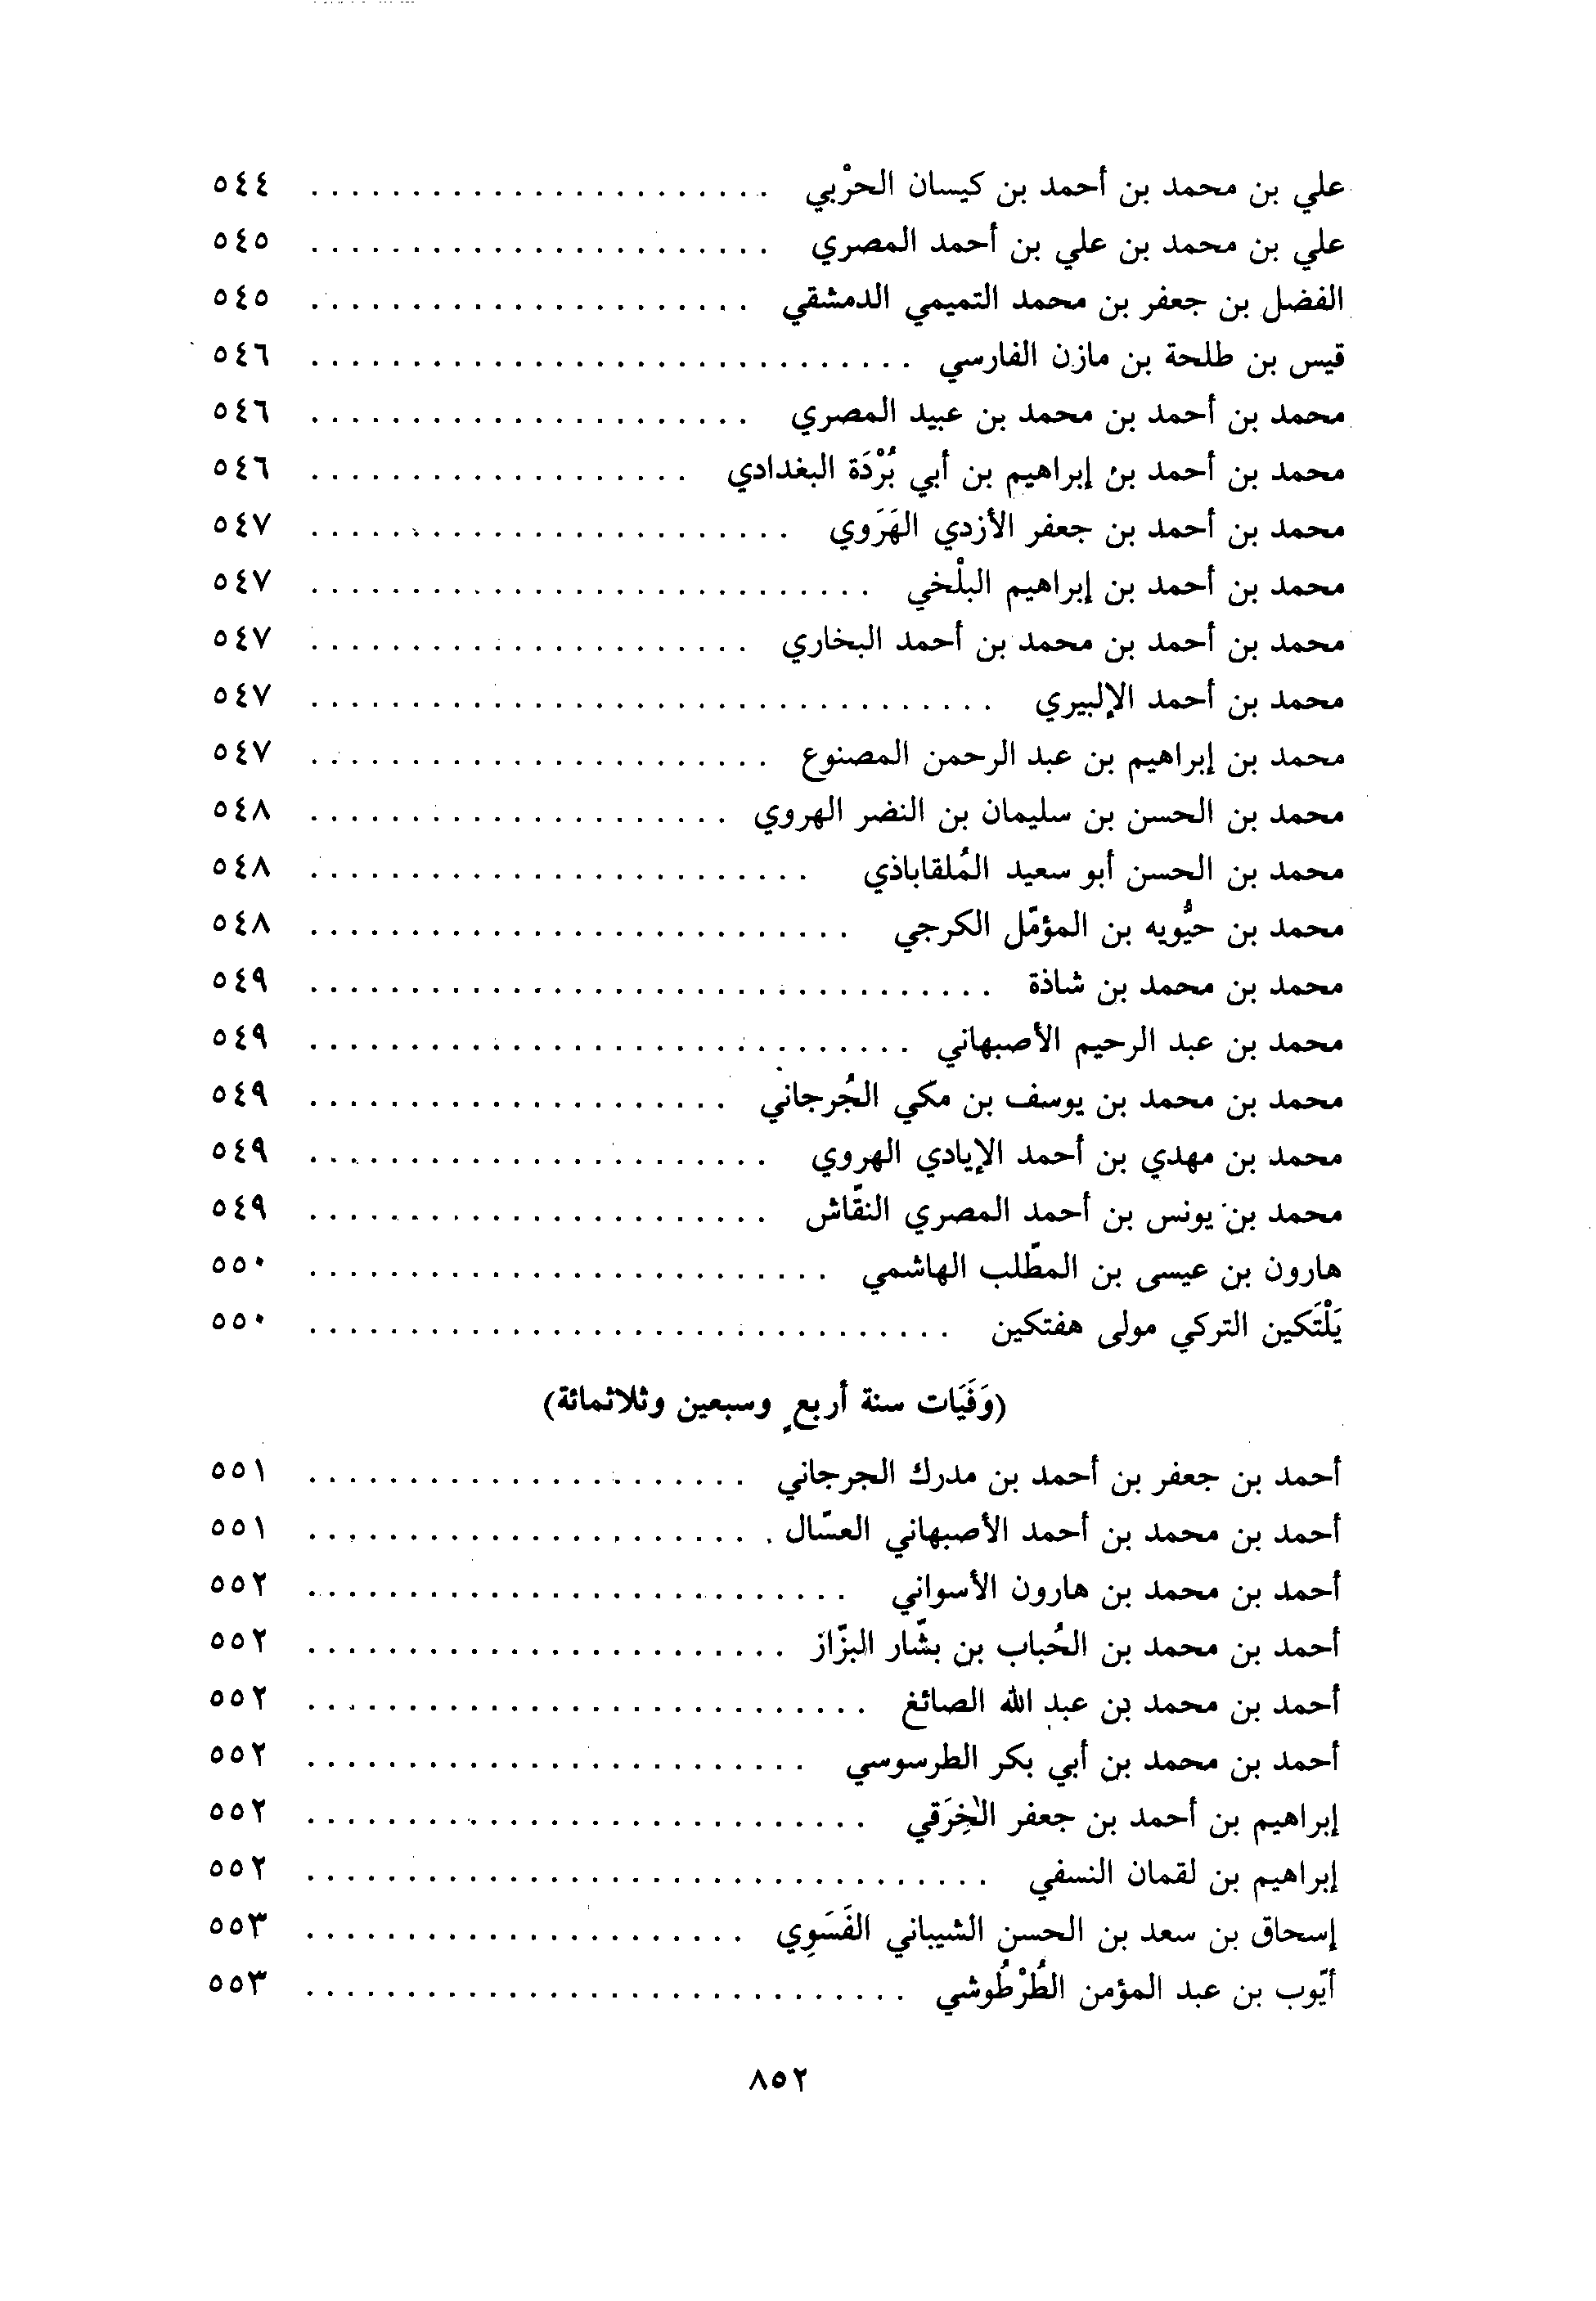 علي بن محمد بن أحمد بن كيسان الحرْبي . . . . . . . . . . . . . . . . . . . . . . . ٥٤٤
علي بن محمد بن علي بن أحمد المصري . . . . . . . . . . . . . . . . . . . . . . . ٥٤٥
الفضل بن جعفر بن محمد التميمي الدمشقي . . . . . . . . . . . . . . . . . . . . . . ٥٤٥
قيس بن طلحة بن مازن الفارسي . . . . . . . . . . . . . . . . . . . . . . . . . . . . . . ٥٤٦
محمد بن أحمد بن محمد بن عبيد المصري . . . . . . . . . . . . . . . . . . . . . . ٥٤٦
محمد بن أحمد بن إبراهيم بن أبي بُرْدَة البغدادي . . . . . . . . . . . . . . . . . . . ٥٤٦
محمد بن أحمد بن جعفر الأزدي الهَرَوي . . . . . . . . . . . . . . . . . . . . . . . . ٥٤٧
محمد بن أحمد بن إبراهيم البلْخي . . . . . . . . . . . . . . . . . . . . . . . . . . . . ٥٤٧
محمد بن أحمد بن محمد بن أحمد البخاري . . . . . . . . . . . . . . . . . . . . . . ٥٤٧
محمد بن أحمد الإلبيري . . . . . . . . . . . . . . . . . . . . . . . . . . . . . . . . . . ٥٤٧
محمد بن إبراهيم بن عبد الرحمن المصنوع . . . . . . . . . . . . . . . . . . . . . . . ٥٤٧
محمد بن الحسن بن سليمان بن النضر الهروي . . . . . . . . . . . . . . . . . . . . . ٥٤٨
محمد بن الحسن أبو سعيد المُلقاباذي . . . . . . . . . . . . . . . . . . . . . . . . . ٥٤٨
محمد بن حيُّويه بن المؤمّل الكرجي . . . . . . . . . . . . . . . . . . . . . . . . . . . ٥٤٨
محمد بن محمد بن شاذة . . . . . . . . . . . . . . . . . . . . . . . . . . . . . . . . . . ٥٤٩
محمد بن عبد الرحيم الأصبهاني . . . . . . . . . . . . . . . . . . . . . . . . . . . . . . ٥٤٩
محمد بن محمد بن يوسف بن مكي الجُرجاني . . . . . . . . . . . . . . . . . . . . . ٥٤٩
محمد بن مهدي بن أحمد الإيادي الهروي . . . . . . . . . . . . . . . . . . . . . . . ٥٤٩
محمد بن يونس بن أحمد المصري النقّاش . . . . . . . . . . . . . . . . . . . . . . . ٥٤٩
هارون بن عيسى بن المطّلب الهاشمي . . . . . . . . . . . . . . . . . . . . . . . . . . ٥٥٠
يَلْتَكين التركي مولى هفتكين . . . . . . . . . . . . . . . . . . . . . . . . . . . . . . . . ٥٥٠
(وَفَيَات سنة أربعٍ وسبعين وثلاثمائة)
أحمد بن جعفر بن أحمد بن مدرك الجرجاني . . . . . . . . . . . . . . . . . . . . . . ٥٥١
أحمد بن محمد بن أحمد الأصبهاني العسّال . . . . . . . . . . . . . . . . . . . . . . . ٥٥١
أحمد بن محمد بن هارون الأسواني . . . . . . . . . . . . . . . . . . . . . . . . . . . ٥٥٢
أحمد بن محمد بن الحُباب بن بشّار البزّاز . . . . . . . . . . . . . . . . . . . . . . . . ٥٥٢
أحمد بن محمد بن عبد الله الصائغ . . . . . . . . . . . . . . . . . . . . . . . . . . . . ٥٥٢
أحمد بن محمد بن أبي بكر الطرسوسي . . . . . . . . . . . . . . . . . . . . . . . . . ٥٥٢
إبراهيم بن أحمد بن جعفر الخِرَقي . . . . . . . . . . . . . . . . . . . . . . . . . . . . ٥٥٢
إبراهيم بن لقمان النسفي . . . . . . . . . . . . . . . . . . . . . . . . . . . . . . . . . . ٥٥٢
إسحاق بن سعد بن الحسن الشيباني الفَسَوِي . . . . . . . . . . . . . . . . . . . . . . ٥٥٣
أيّوب بن عبد المؤمن الطُرْطُوشي . . . . . . . . . . . . . . . . . . . . . . . . . . . . . . ٥٥٣
٨٥٢